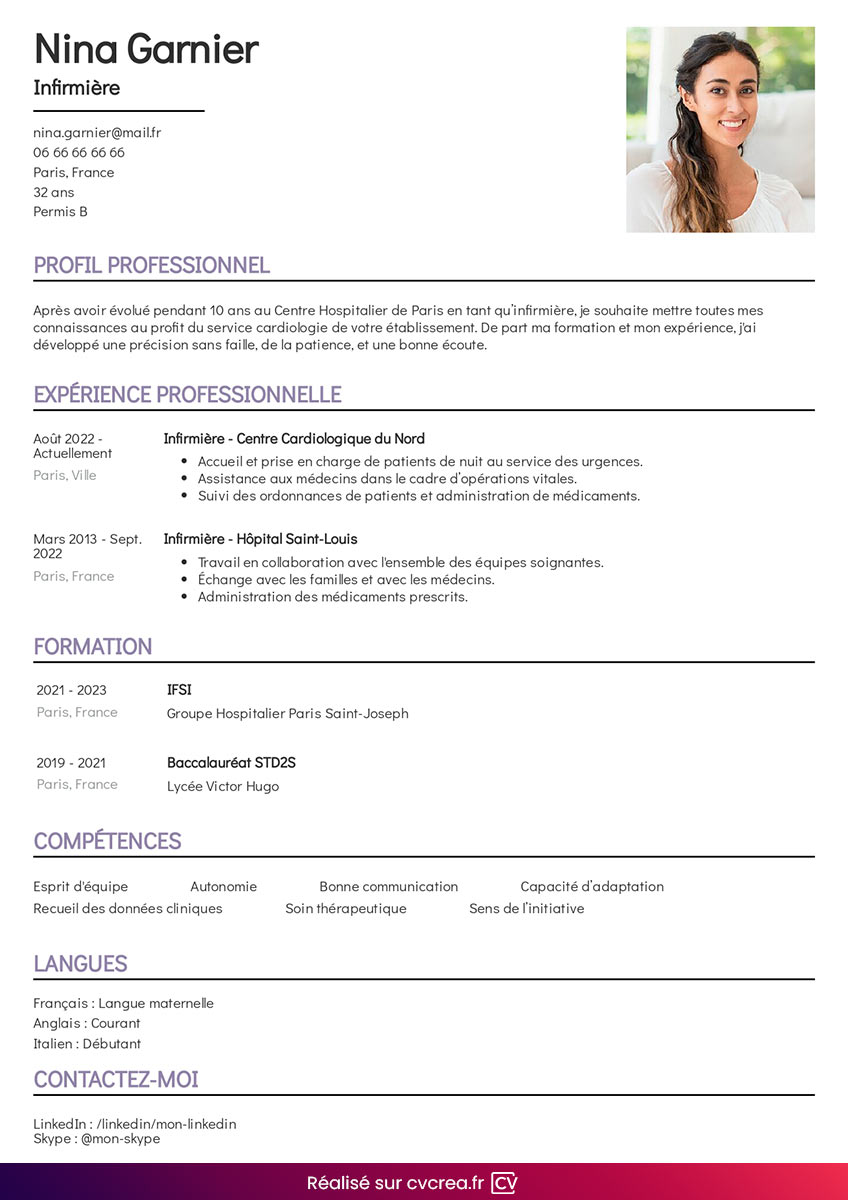 Nina Garnier
Infirmière
nina.garnier@mail.fr
06 66 66 66 66
Paris, France
32 ans
Permis B
PROFIL PROFESSIONNEL
Après avoir évolué pendant 10 ans au Centre Hospitalier de Paris en tant qu’infirmière, je souhaite mettre toutes mes
connaissances au profit du service cardiologie de votre établissement. De part ma formation et mon expérience, j'ai
développé une précision sans faille, de la patience, et une bonne écoute.
EXPÉRIENCE PROFESSIONNELLE
Août 2022 -
Actuellement
Paris, Ville
Infirmière - Centre Cardiologique du Nord
• Accueil et prise en charge de patients de nuit au service des urgences.
• Assistance aux médecins dans le cadre d’opérations vitales.
• Suivi des ordonnances de patients et administration de médicaments.
Mars 2013 - Sept.
2022
Paris, France
Infirmière - Hôpital Saint-Louis
• Travail en collaboration avec l'ensemble des équipes soignantes.
• Échange avec les familles et avec les médecins.
• Administration des médicaments prescrits.
FORMATION
2021 - 2023
Paris, France
IFSI
Groupe Hospitalier Paris Saint-Joseph
2019 - 2021
Paris, France
Baccalauréat STD2S
Lycée Victor Hugo
COMPÉTENCES
Esprit d'équipe Autonomie Bonne communication Capacité d’adaptation
Recueil des données cliniques Soin thérapeutique Sens de l’initiative
LANGUES
Français : Langue maternelle
Anglais : Courant
Italien : Débutant
CONTACTEZ-MOI
LinkedIn : /linkedin/mon-linkedin
Skype : @mon-skype
Réalisé sur cvcrea.fr CV